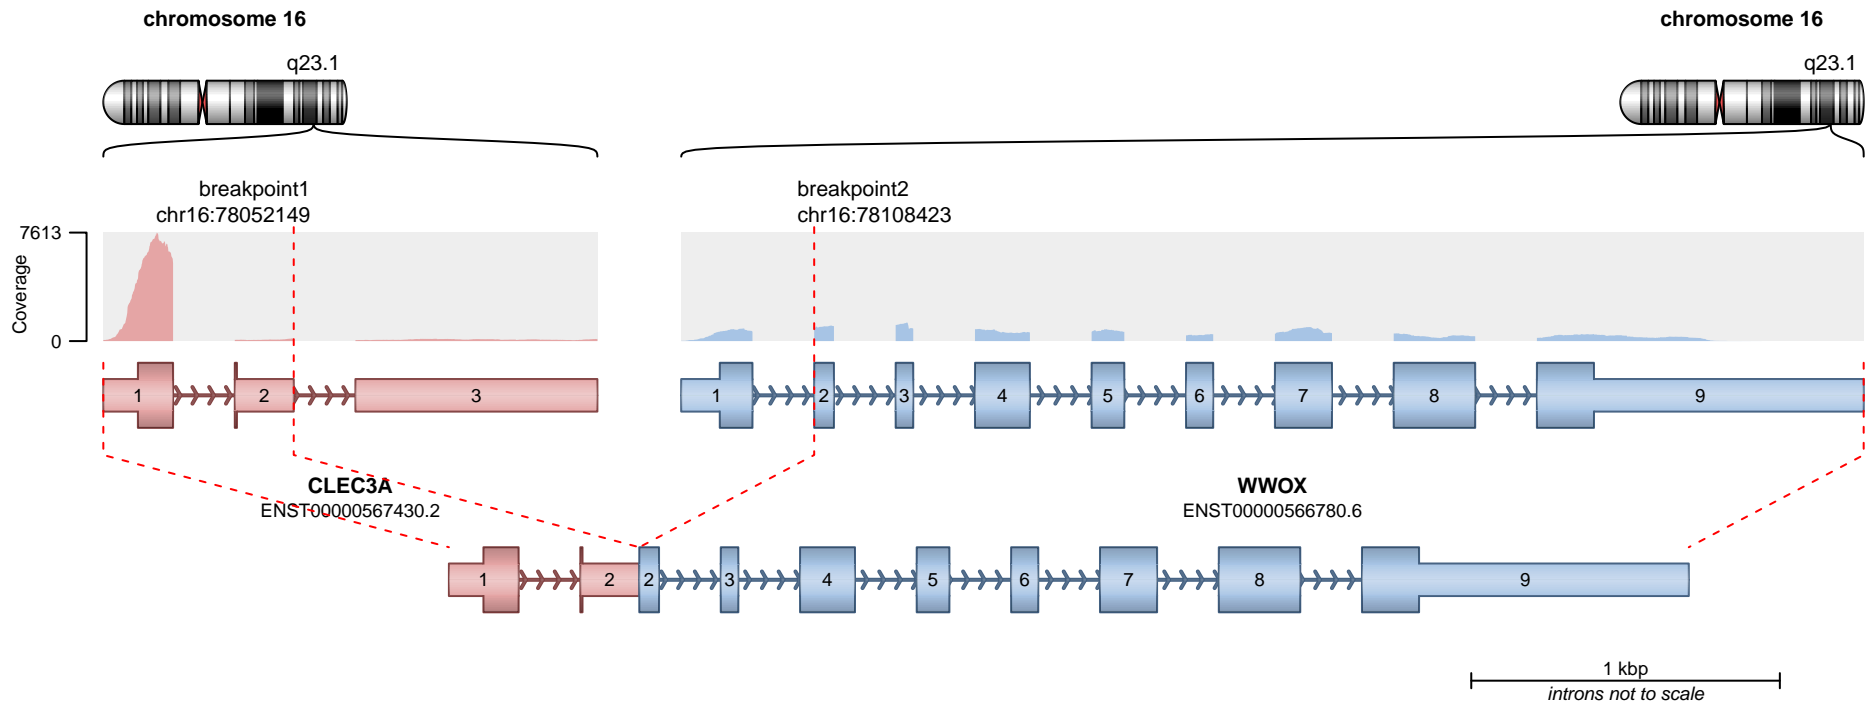 chromosome 16
chromosome 16
q23.1
q23.1
breakpoint1
chr16:78052149
breakpoint2
chr16:78108423
7613
Coverage
0
1 2 3
1 2 3 4 5 6 7 8 9
CLEC3A
ENST00000567430.2
WWOX
ENST00000566780.6
1 2 2 3 4 5 6 7 8 9
1 kbp
introns not to scale